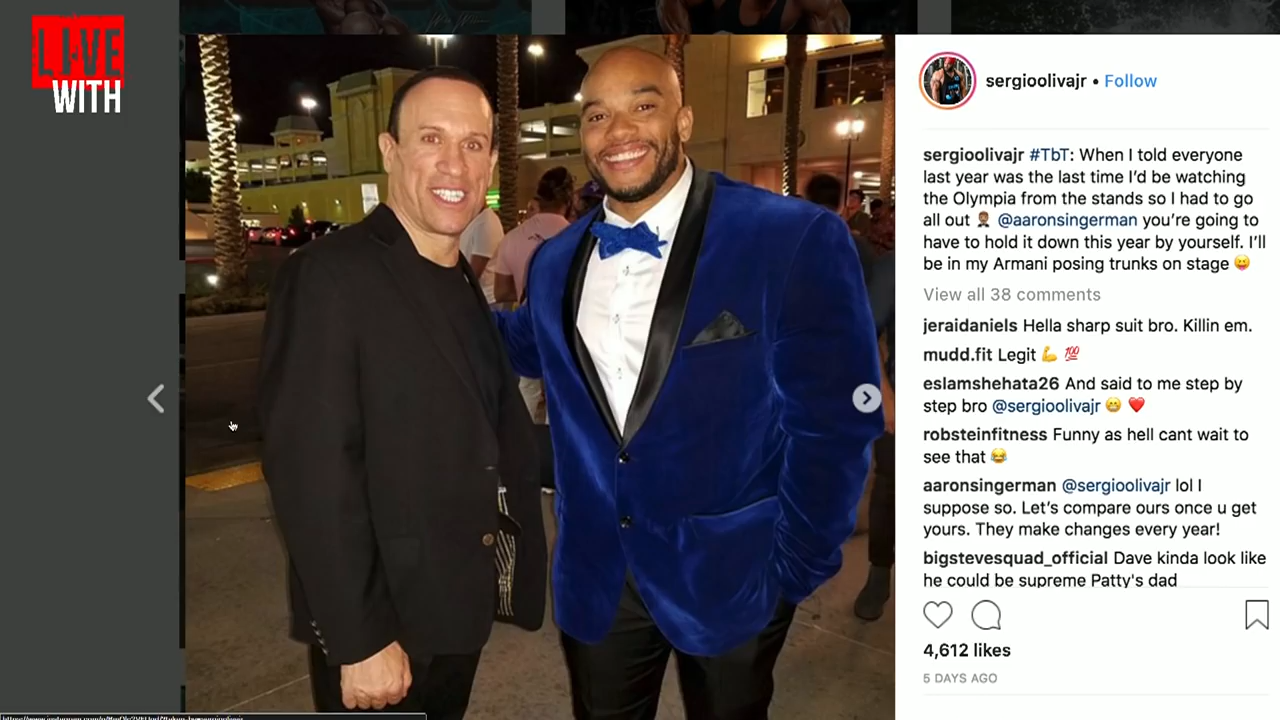 LIVE
WITH
sergioolivajr • Follow
sergioolivajr #TbT: When I told everyone
last year was the last time I'd be watching
the Olympia from the stands so I had to go
all out 🤵🏽 @aaronsingerman you're going to
have to hold it down this year by yourself. I'll
be in my Armani posing trunks on stage 😝
View all 38 comments
jeraidaniels Hella sharp suit bro. Killin em.
mudd.fit Legit 💪 💯
eslamshehata26 And said to me step by
step bro @sergioolivajr 😁 ❤️
robsteinfitness Funny as hell cant wait to
see that 😂
aaronsingerman @sergioolivajr lol I
suppose so. Let's compare ours once u get
yours. They make changes every year!
bigstevesquad_official Dave kinda look like
he could be supreme Patty's dad
4,612 likes
5 DAYS AGO